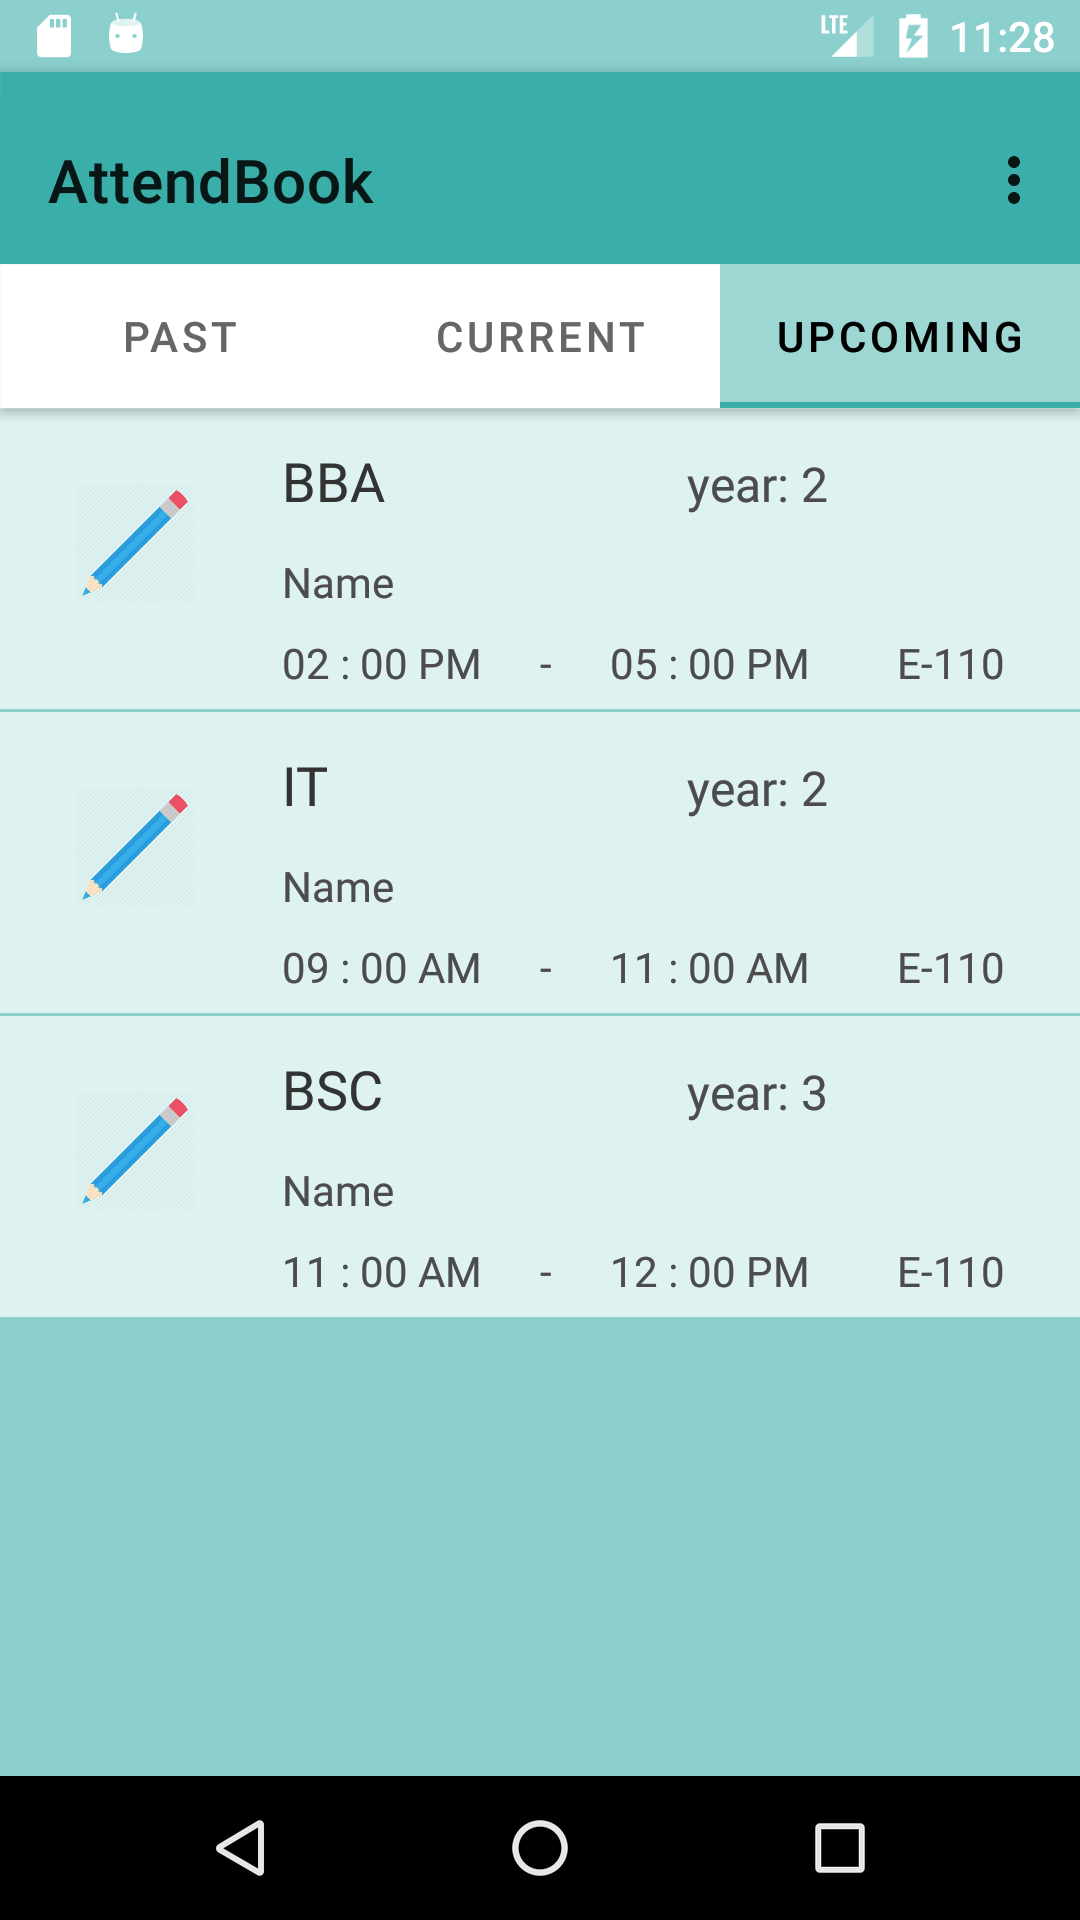 LTE 11:28
AttendBook
PAST CURRENT UPCOMING
BBA year: 2
Name
02 : 00 PM - 05 : 00 PM E-110
IT year: 2
Name
09 : 00 AM - 11 : 00 AM E-110
BSC year: 3
Name
11 : 00 AM - 12 : 00 PM E-110